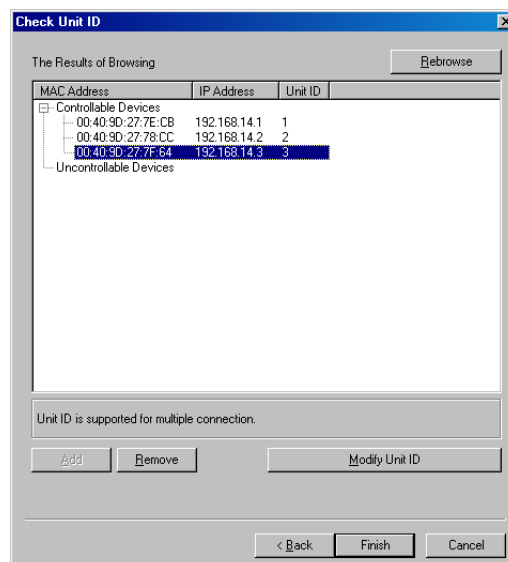 Check Unit ID
The Results of Browsing
Rebrowse
MAC Address IP Address Unit ID
Controllable Devices
00:40:9D:27:7E:CB 192.168.14.1 1
00:40:9D:27:78:CC 192.168.14.2 2
00:40:9D:27:7F:64 192.168.14.3 3
Uncontrollable Devices
Unit ID is supported for multiple connection.
Add Remove Modify Unit ID
< Back Finish Cancel